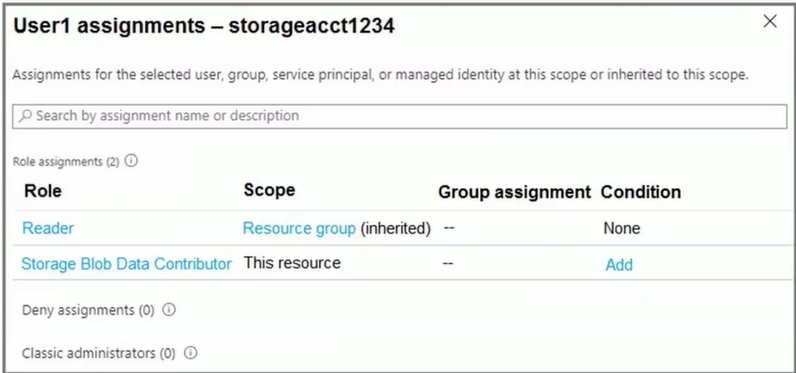 User1 assignments – storageacct1234
Assignments for the selected user, group, service principal, or managed identity at this scope or inherited to this scope.
Search by assignment name or description
Role assignments (2)
Role Scope Group assignment Condition
Reader Resource group (inherited) -- None
Storage Blob Data Contributor This resource -- Add
Deny assignments (0)
Classic administrators (0)